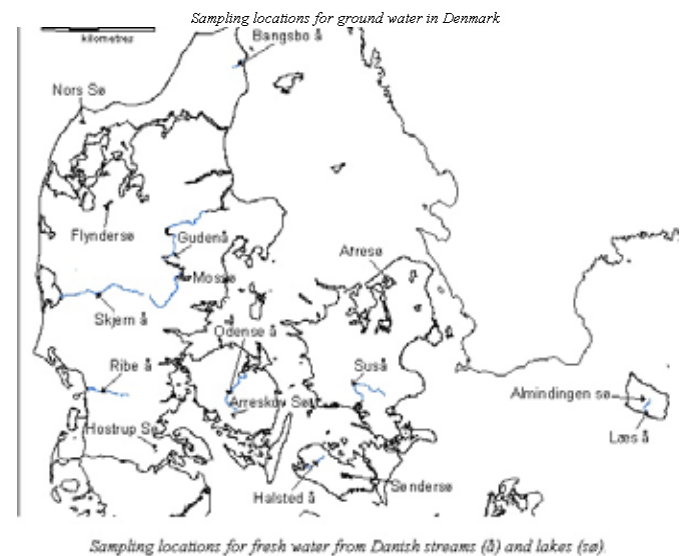 Sampling locations for ground water in Denmark
kilometres
Bangsbo å
Nors Sø
Flyndersø
Gudenå
Arresø
Mossø
Skjern å
Odense å
Ribe å
Suså
Almindingen sø
Arreskov Sø
Hostrup Sø
Læs å
Halsted å
Søndersø
Sampling locations for fresh water from Danish streams (å) and lakes (sø).